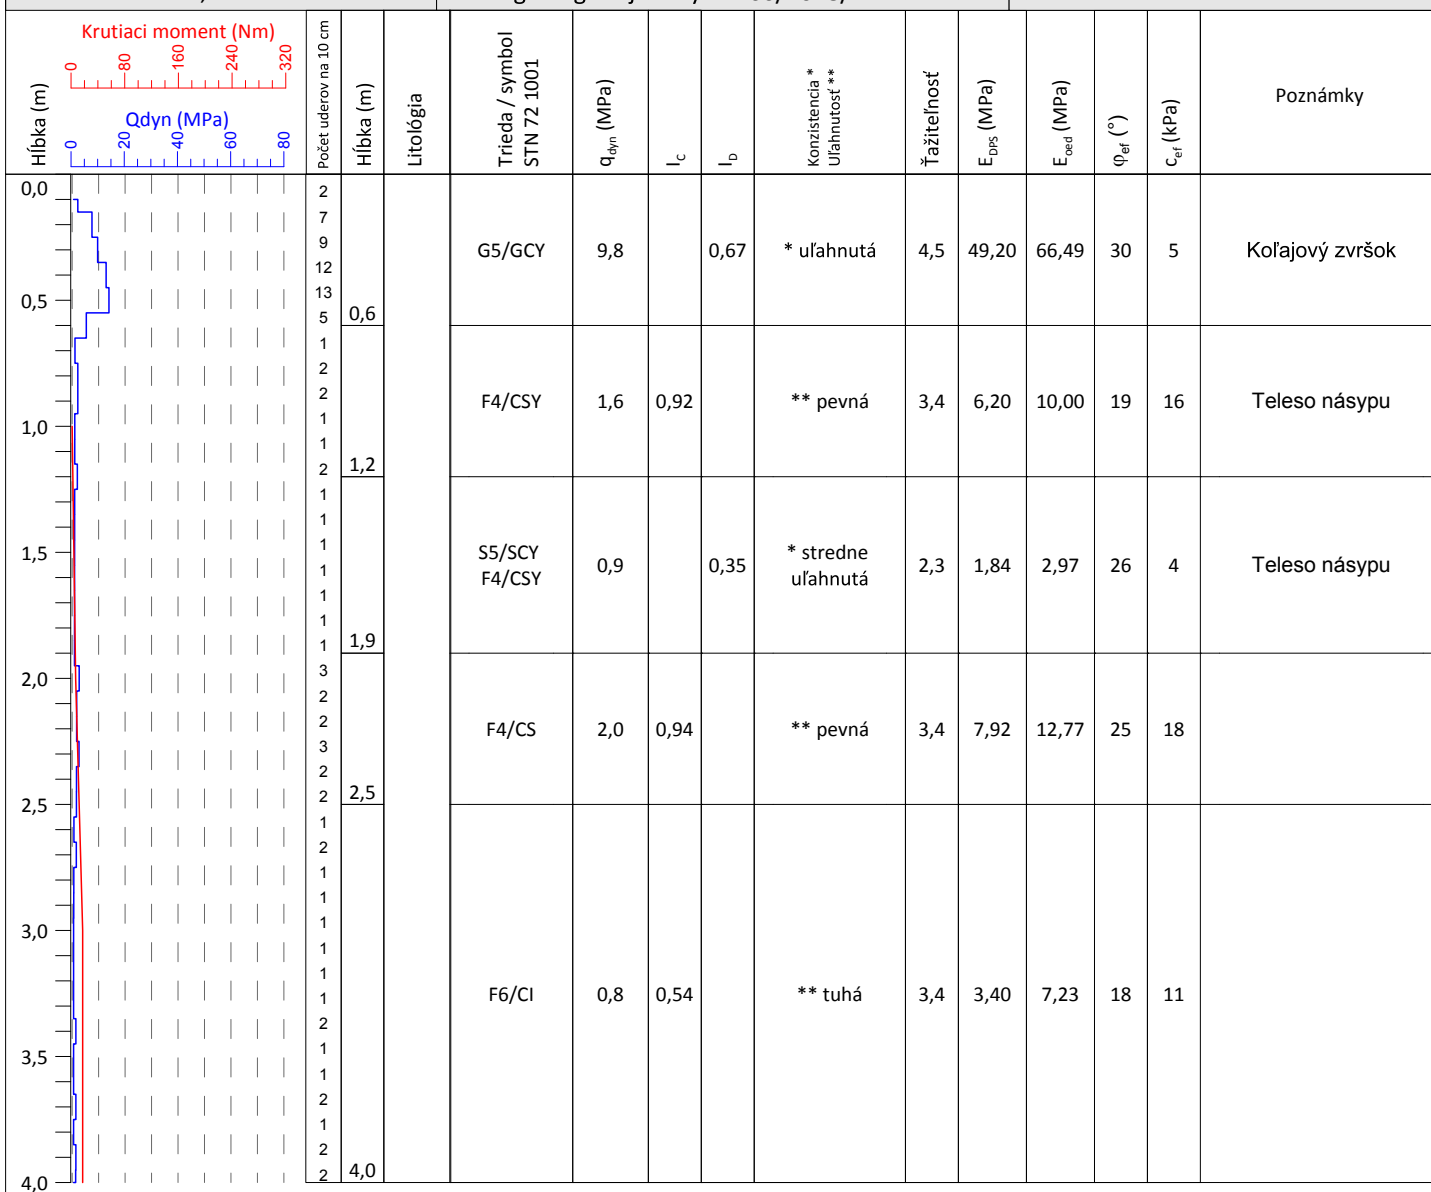 Krutiaci moment (Nm)
0 80 160 240 320
Qdyn (MPa)
0 20 40 60 80
Hĺbka (m)
Počet uderov na 10 cm
Hĺbka (m)
Litológia
Trieda / symbol
STN 72 1001
q_dyn (MPa)
I_C
I_D
Konzistencia *
Uľahnutosť **
Ťažiteľnosť
E_DPS (MPa)
E_oed (MPa)
φ_ef (°)
c_ef (kPa)
Poznámky
0,0
0,5
1,0
1,5
2,0
2,5
3,0
3,5
4,0
2
7
9
12
13
5
1
2
2
1
1
2
1
1
1
1
1
1
1
3
2
2
3
2
2
1
2
1
1
1
1
1
1
2
1
1
2
1
2
2
0,6
G5/GCY 9,8 0,67 * uľahnutá 4,5 49,20 66,49 30 5 Koľajový zvršok
1,2
F4/CSY 1,6 0,92 ** pevná 3,4 6,20 10,00 19 16 Teleso násypu
1,9
S5/SCY
F4/CSY
0,9 0,35
* stredne
uľahnutá
2,3 1,84 2,97 26 4 Teleso násypu
2,5
F4/CS 2,0 0,94 ** pevná 3,4 7,92 12,77 25 18
4,0
F6/CI 0,8 0,54 ** tuhá 3,4 3,40 7,23 18 11